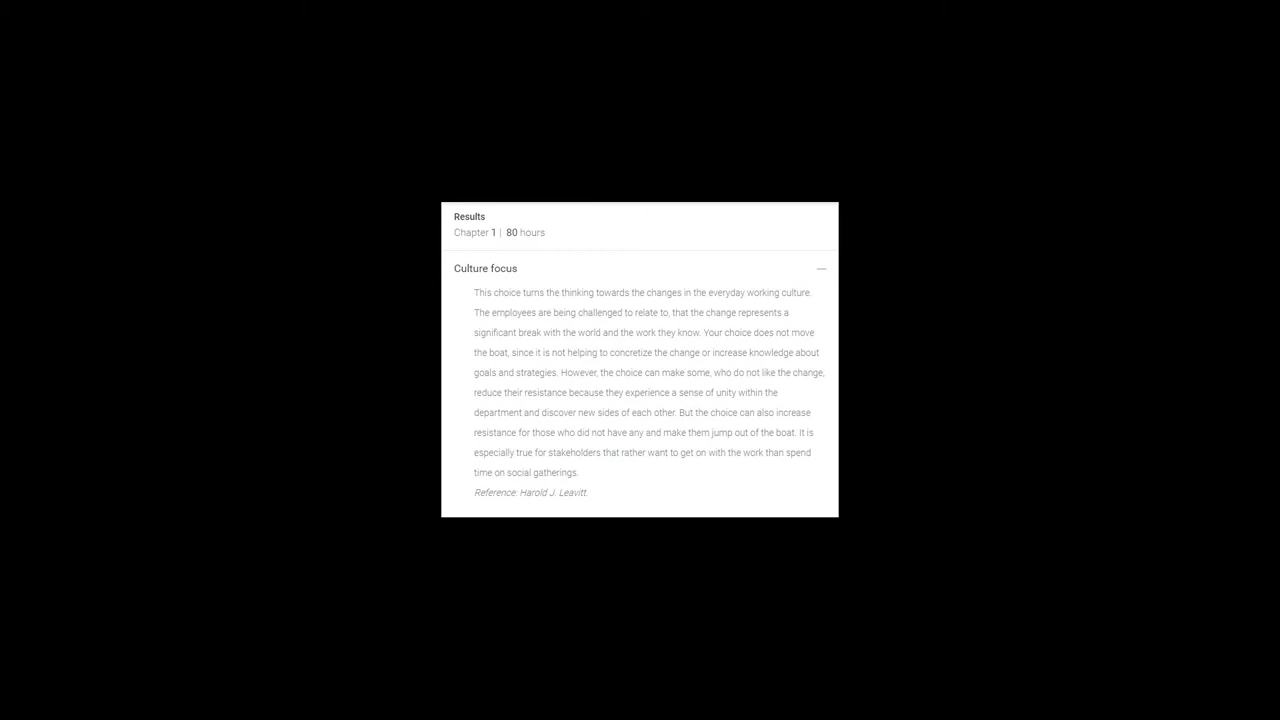 Results
Chapter 1 | 80 hours
Culture focus
This choice turns the thinking towards the changes in the everyday working culture.
The employees are being challenged to relate to, that the change represents a
significant break with the world and the work they know. Your choice does not move
the boat, since it is not helping to concretize the change or increase knowledge about
goals and strategies. However, the choice can make some, who do not like the change,
reduce their resistance because they experience a sense of unity within the
department and discover new sides of each other. But the choice can also increase
resistance for those who did not have any and make them jump out of the boat. It is
especially true for stakeholders that rather want to get on with the work than spend
time on social gatherings.
Reference: Harold J. Leavitt.